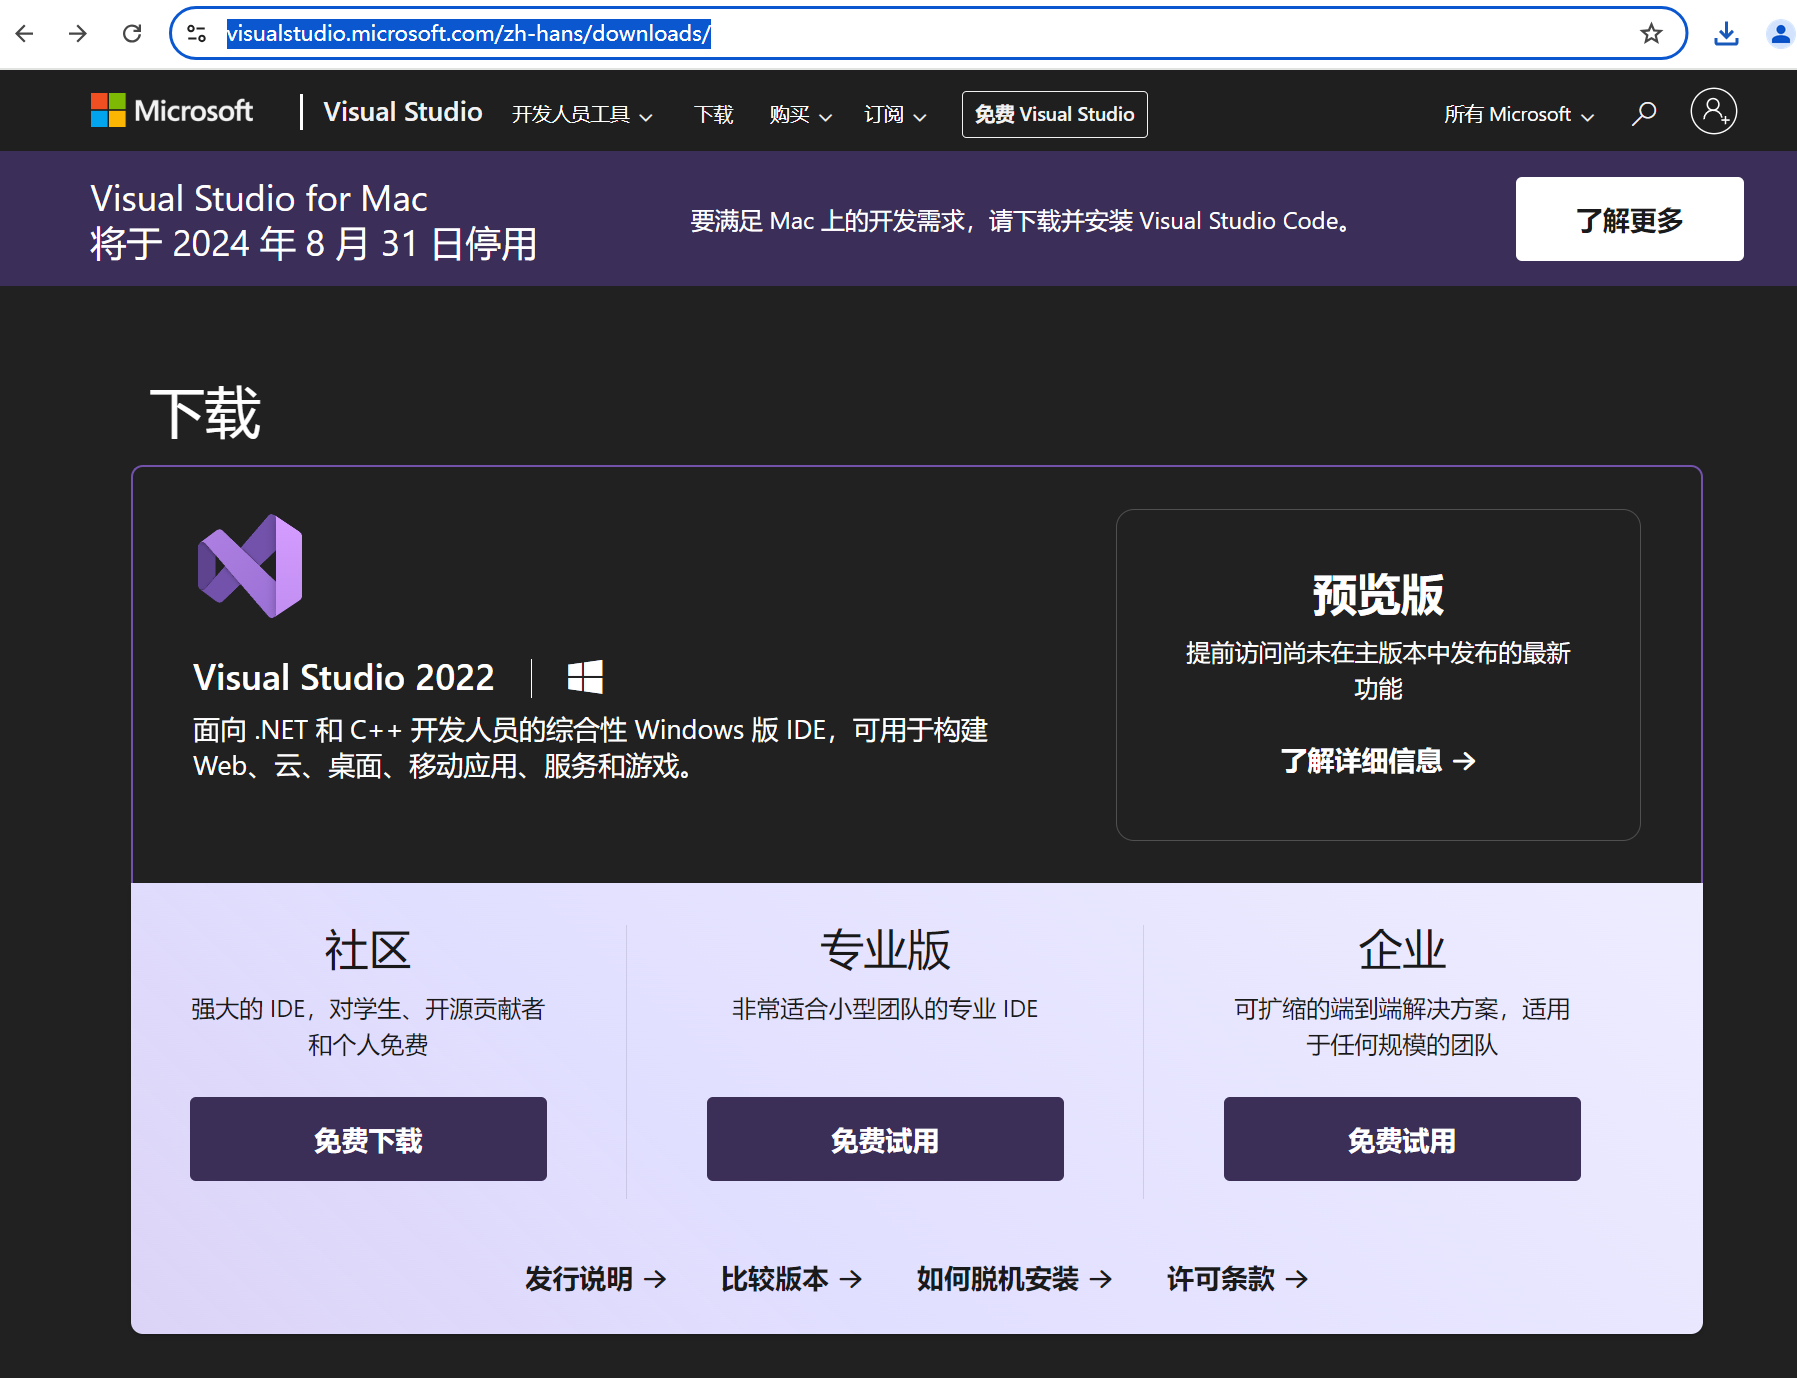 visualstudio.microsoft.com/zh-hans/downloads/
Microsoft
Visual Studio
开发人员工具
下载
购买
订阅
免费 Visual Studio
所有 Microsoft
Visual Studio for Mac
将于 2024 年 8 月 31 日停用
要满足 Mac 上的开发需求，请下载并安装 Visual Studio Code。
了解更多
下载
Visual Studio 2022
面向 .NET 和 C++ 开发人员的综合性 Windows 版 IDE，可用于构建
Web、云、桌面、移动应用、服务和游戏。
预览版
提前访问尚未在主版本中发布的最新
功能
了解详细信息 →
社区
强大的 IDE，对学生、开源贡献者
和个人免费
免费下载
专业版
非常适合小型团队的专业 IDE
免费试用
企业
可扩缩的端到端解决方案，适用
于任何规模的团队
免费试用
发行说明 →
比较版本 →
如何脱机安装 →
许可条款 →